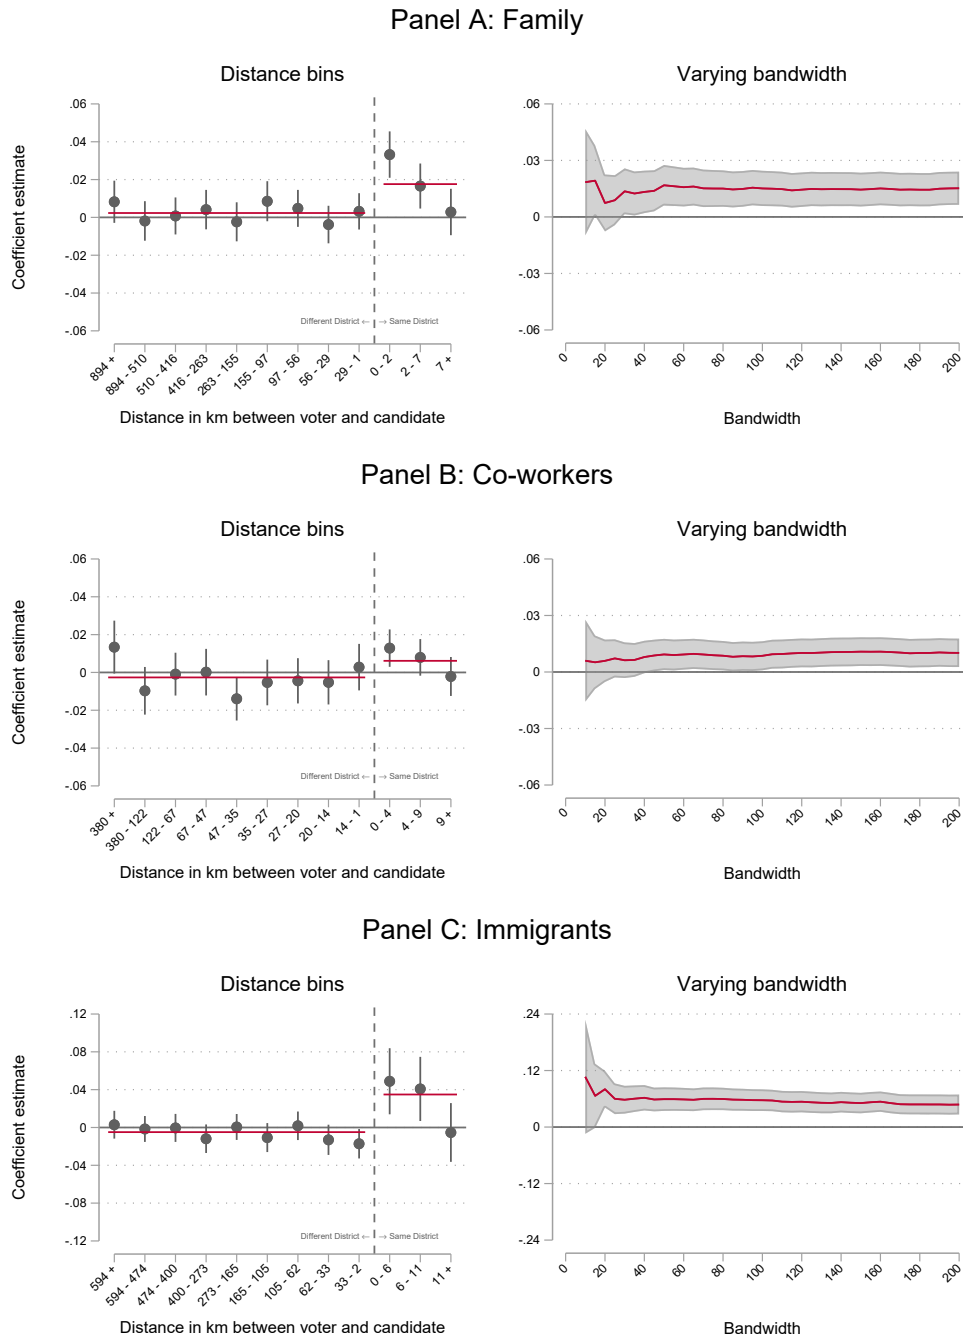 Panel A: Family
Distance bins
Coefficient estimate
.06
.04
.02
0
-.02
-.04
-.06
Different District ← → Same District
894 +
894 - 510
510 - 416
416 - 263
263 - 155
155 - 97
97 - 56
56 - 29
29 - 1
0 - 2
2 - 7
7 +
Distance in km between voter and candidate
Varying bandwidth
.06
.03
0
-.03
-.06
0
20
40
60
80
100
120
140
160
180
200
Bandwidth
Panel B: Co-workers
Distance bins
Coefficient estimate
.06
.04
.02
0
-.02
-.04
-.06
Different District ← → Same District
380 +
380 - 122
122 - 67
67 - 47
47 - 35
35 - 27
27 - 20
20 - 14
14 - 1
0 - 4
4 - 9
9 +
Distance in km between voter and candidate
Varying bandwidth
.06
.03
0
-.03
-.06
0
20
40
60
80
100
120
140
160
180
200
Bandwidth
Panel C: Immigrants
Distance bins
Coefficient estimate
.12
.08
.04
0
-.04
-.08
-.12
Different District ← → Same District
594 +
594 - 474
474 - 400
400 - 273
273 - 165
165 - 105
105 - 62
62 - 33
33 - 2
0 - 6
6 - 11
11 +
Distance in km between voter and candidate
Varying bandwidth
.24
.12
0
-.12
-.24
0
20
40
60
80
100
120
140
160
180
200
Bandwidth